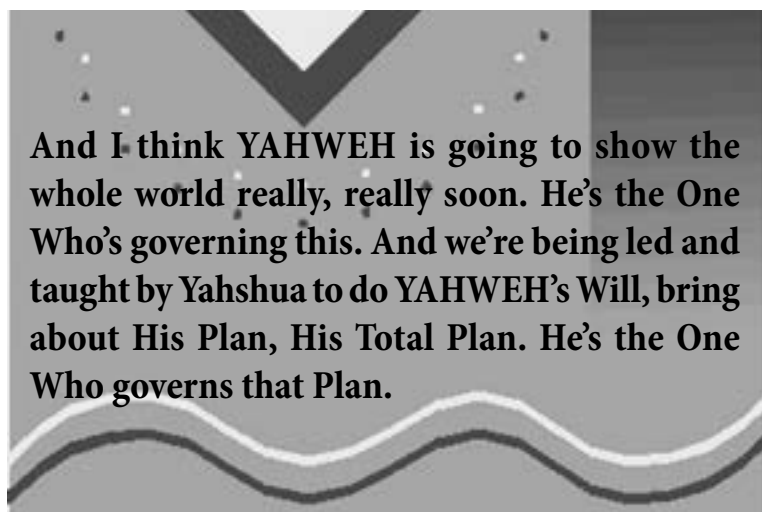 And I think YAHWEH is going to show the
whole world really, really soon. He’s the One
Who’s governing this. And we’re being led and
taught by Yahshua to do YAHWEH’s Will, bring
about His Plan, His Total Plan. He’s the One
Who governs that Plan.